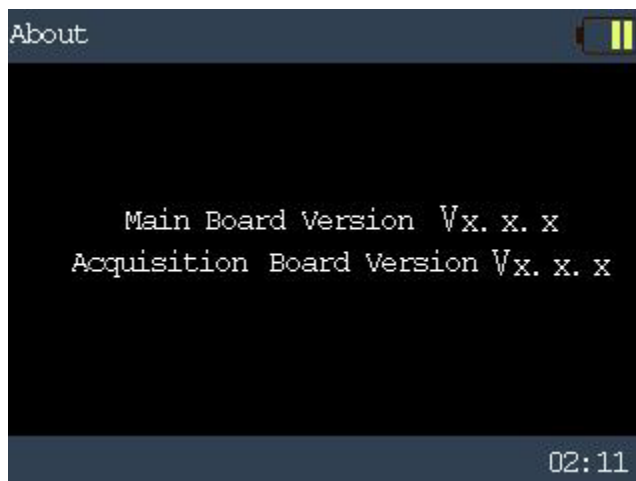 About
Main Board Version Vx. x. x
Acquisition Board Version Vx. x. x
02:11